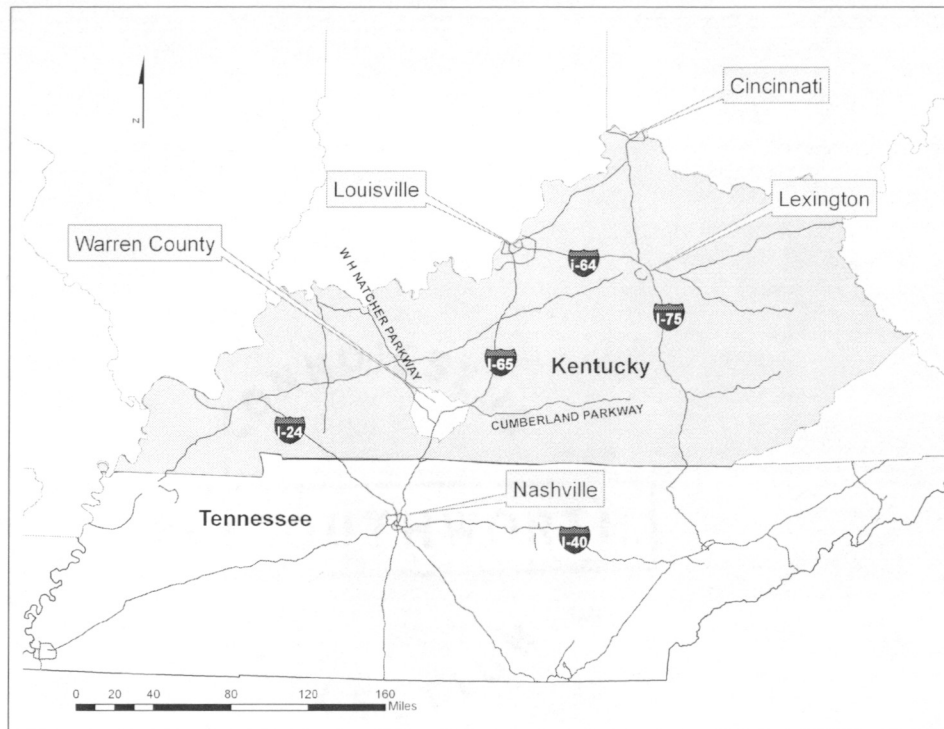 Cincinnati
Louisville
Lexington
Warren County
W H NATCHER PARKWAY
I-64
I-75
I-65
Kentucky
CUMBERLAND PARKWAY
I-24
Nashville
Tennessee
I-40
0 20 40 80 120 160
Miles
N